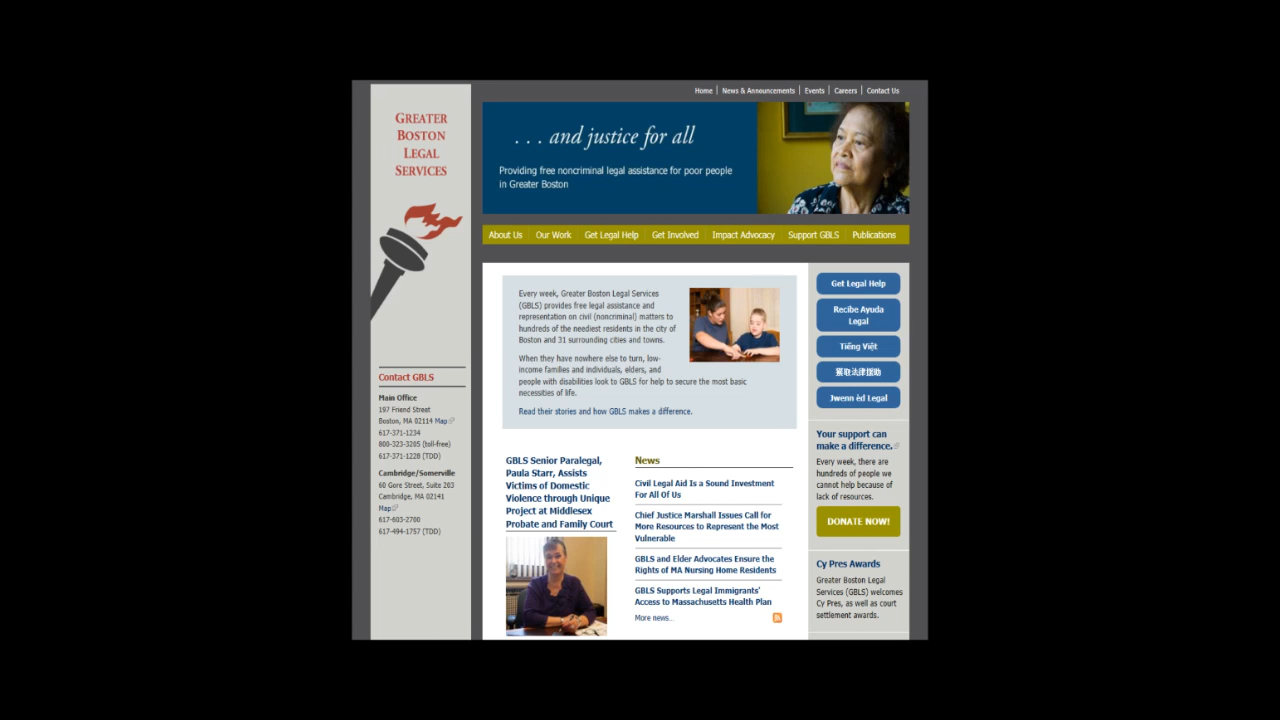 Home | News & Announcements | Events | Careers | Contact Us
GREATER
BOSTON
LEGAL
SERVICES
. . . and justice for all
Providing free noncriminal legal assistance for poor people
in Greater Boston
About Us Our Work Get Legal Help Get Involved Impact Advocacy Support GBLS Publications
Contact GBLS
Main Office
197 Friend Street
Boston, MA 02114 Map
617-371-1234
800-323-3205 (toll-free)
617-371-1228 (TDD)
Cambridge/Somerville
60 Gore Street, Suite 203
Cambridge, MA 02141
Map
617-603-2700
617-494-1757 (TDD)
Every week, Greater Boston Legal Services
(GBLS) provides free legal assistance and
representation on civil (noncriminal) matters to
hundreds of the neediest residents in the city of
Boston and 31 surrounding cities and towns.
When they have nowhere else to turn, low-
income families and individuals, elders, and
people with disabilities look to GBLS for help to secure the most basic
necessities of life.
Read their stories and how GBLS makes a difference.
GBLS Senior Paralegal,
Paula Starr, Assists
Victims of Domestic
Violence through Unique
Project at Middlesex
Probate and Family Court
News
Civil Legal Aid Is a Sound Investment
For All Of Us
Chief Justice Marshall Issues Call for
More Resources to Represent the Most
Vulnerable
GBLS and Elder Advocates Ensure the
Rights of MA Nursing Home Residents
GBLS Supports Legal Immigrants'
Access to Massachusetts Health Plan
More news...
Get Legal Help
Recibe Ayuda
Legal
Tiếng Việt
獲取法律援助
Jwenn èd Legal
Your support can
make a difference.
Every week, there are
hundreds of people we
cannot help because of
lack of resources.
DONATE NOW!
Cy Pres Awards
Greater Boston Legal
Services (GBLS) welcomes
Cy Pres, as well as court
settlement awards.